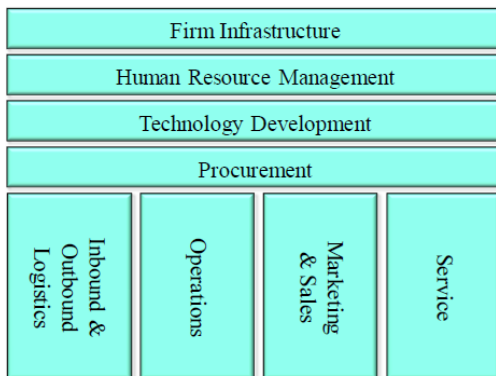 Firm Infrastructure
Human Resource Management
Technology Development
Procurement
Inbound &
Outbound
Logistics
Operations
Marketing
& Sales
Service